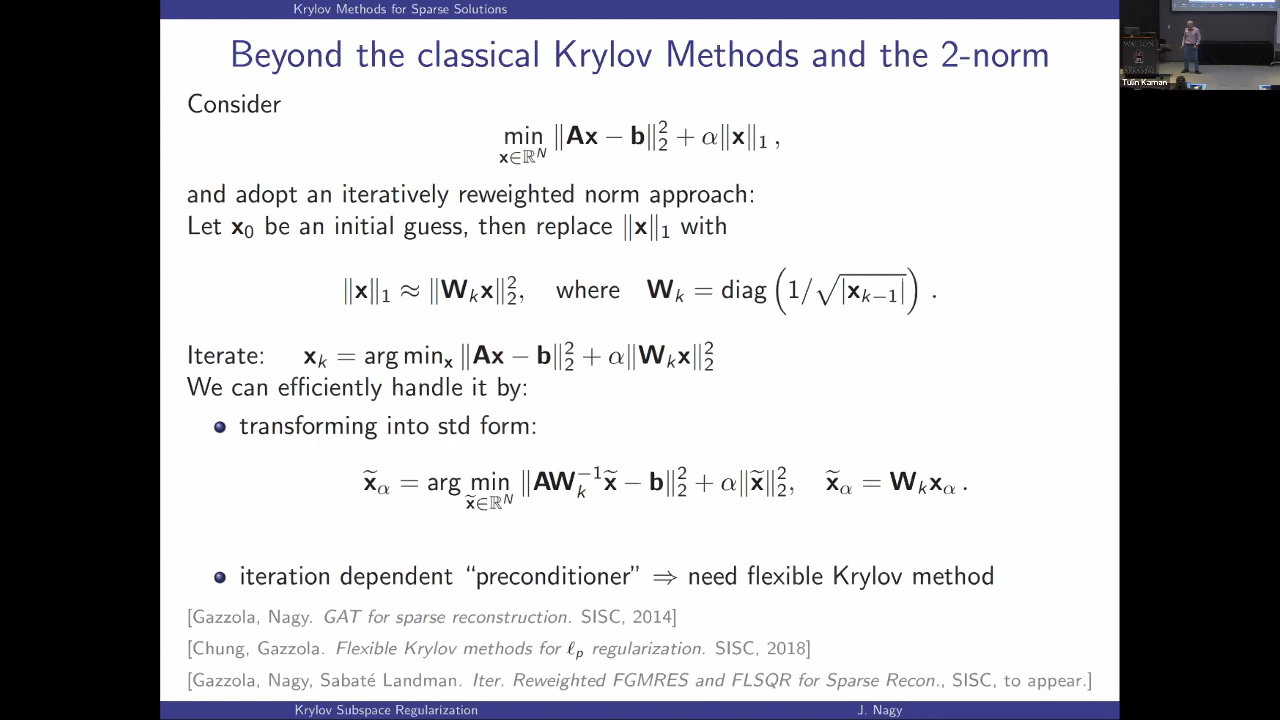 Krylov Methods for Sparse Solutions
Beyond the classical Krylov Methods and the 2-norm
Consider
min_{x∈ℝ^N} ‖Ax − b‖₂² + α‖x‖₁ ,
and adopt an iteratively reweighted norm approach:
Let x₀ be an initial guess, then replace ‖x‖₁ with
‖x‖₁ ≈ ‖W_k x‖₂², where W_k = diag(1/√|x_{k−1}|) .
Iterate: x_k = arg min_x ‖Ax − b‖₂² + α‖W_k x‖₂²
We can efficiently handle it by:
● transforming into std form:
x̃_α = arg min_{x̃∈ℝ^N} ‖AW_k^{−1}x̃ − b‖₂² + α‖x̃‖₂², x̃_α = W_k x_α .
● iteration dependent “preconditioner” ⇒ need flexible Krylov method
[Gazzola, Nagy. GAT for sparse reconstruction. SISC, 2014]
[Chung, Gazzola. Flexible Krylov methods for ℓ_p regularization. SISC, 2018]
[Gazzola, Nagy, Sabaté Landman. Iter. Reweighted FGMRES and FLSQR for Sparse Recon., SISC, to appear.]
Krylov Subspace Regularization J. Nagy
WALTON
Tulin Kaman